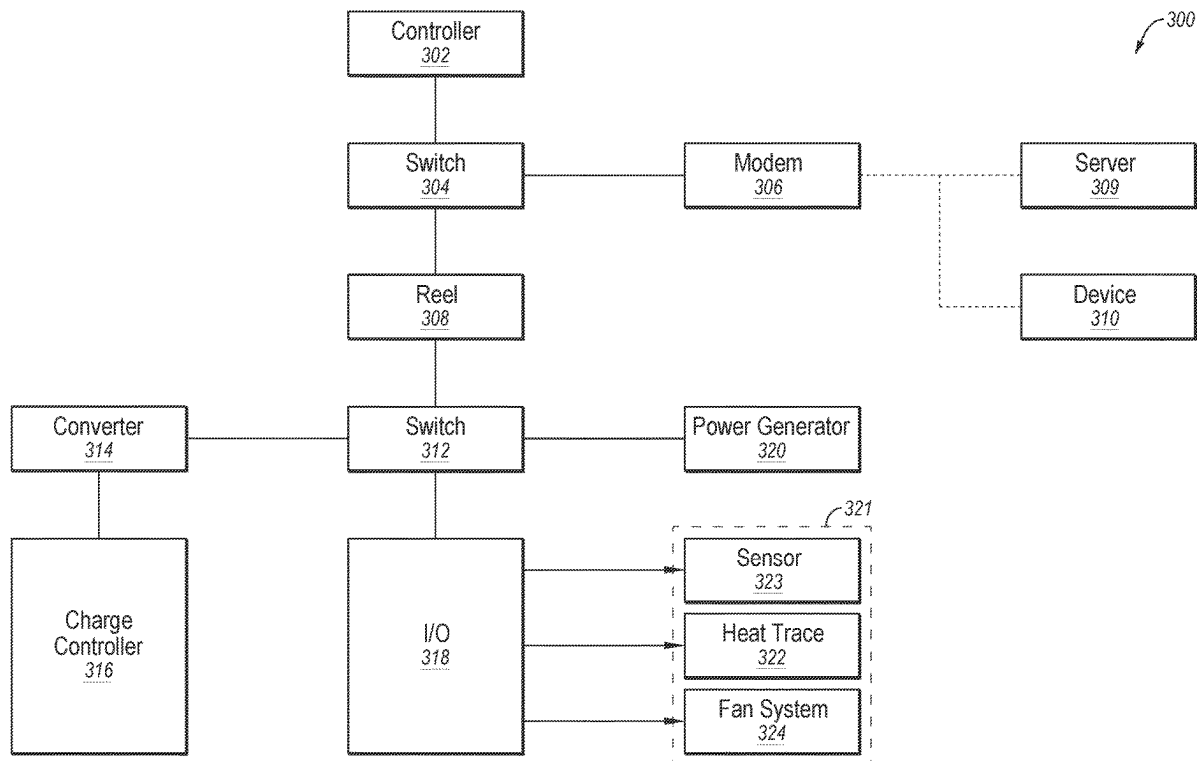 300
Controller
302
Switch
304
Modem
306
Server
309
Reel
308
Device
310
Converter
314
Switch
312
Power Generator
320
321
Charge
Controller
316
I/O
318
Sensor
323
Heat Trace
322
Fan System
324